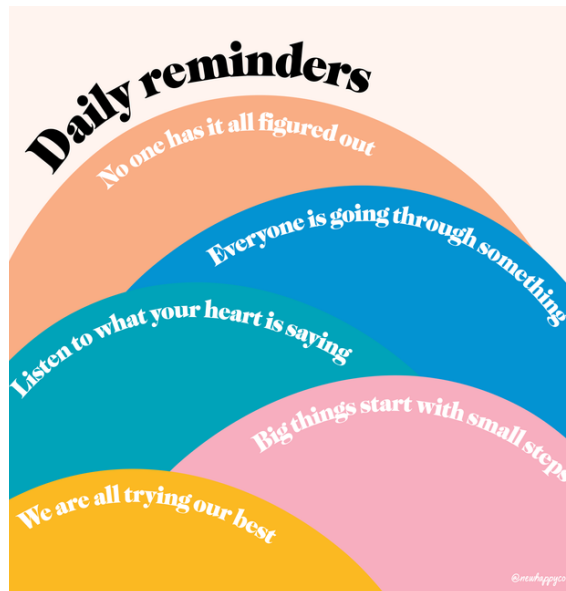 Daily reminders
No one has it all figured out
Everyone is going through something
Listen to what your heart is saying
Big things start with small steps
We are all trying our best
@newhappyco